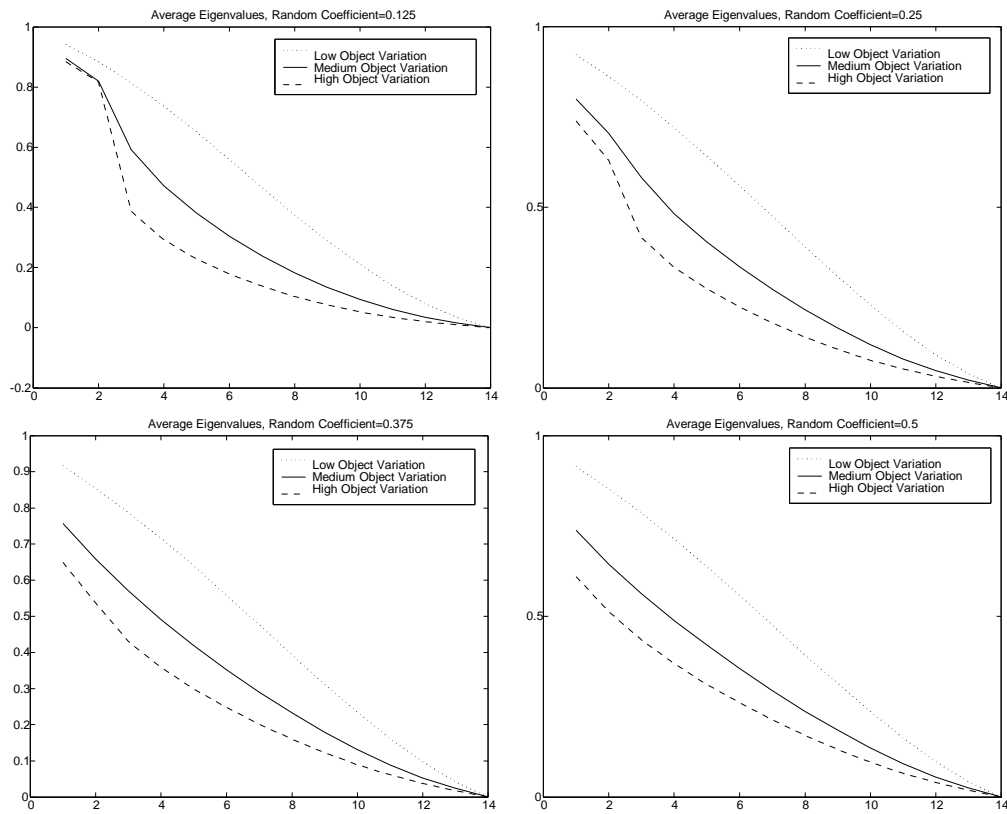 Average Eigenvalues, Random Coefficient=0.125
1
0.8
0.6
0.4
0.2
0
-0.2
0 2 4 6 8 10 12 14
Low Object Variation
Medium Object Variation
High Object Variation
Average Eigenvalues, Random Coefficient=0.25
1
0.5
0
0 2 4 6 8 10 12 14
Low Object Variation
Medium Object Variation
High Object Variation
Average Eigenvalues, Random Coefficient=0.375
1
0.9
0.8
0.7
0.6
0.5
0.4
0.3
0.2
0.1
0
0 2 4 6 8 10 12 14
Low Object Variation
Medium Object Variation
High Object Variation
Average Eigenvalues, Random Coefficient=0.5
1
0.5
0
0 2 4 6 8 10 12 14
Low Object Variation
Medium Object Variation
High Object Variation